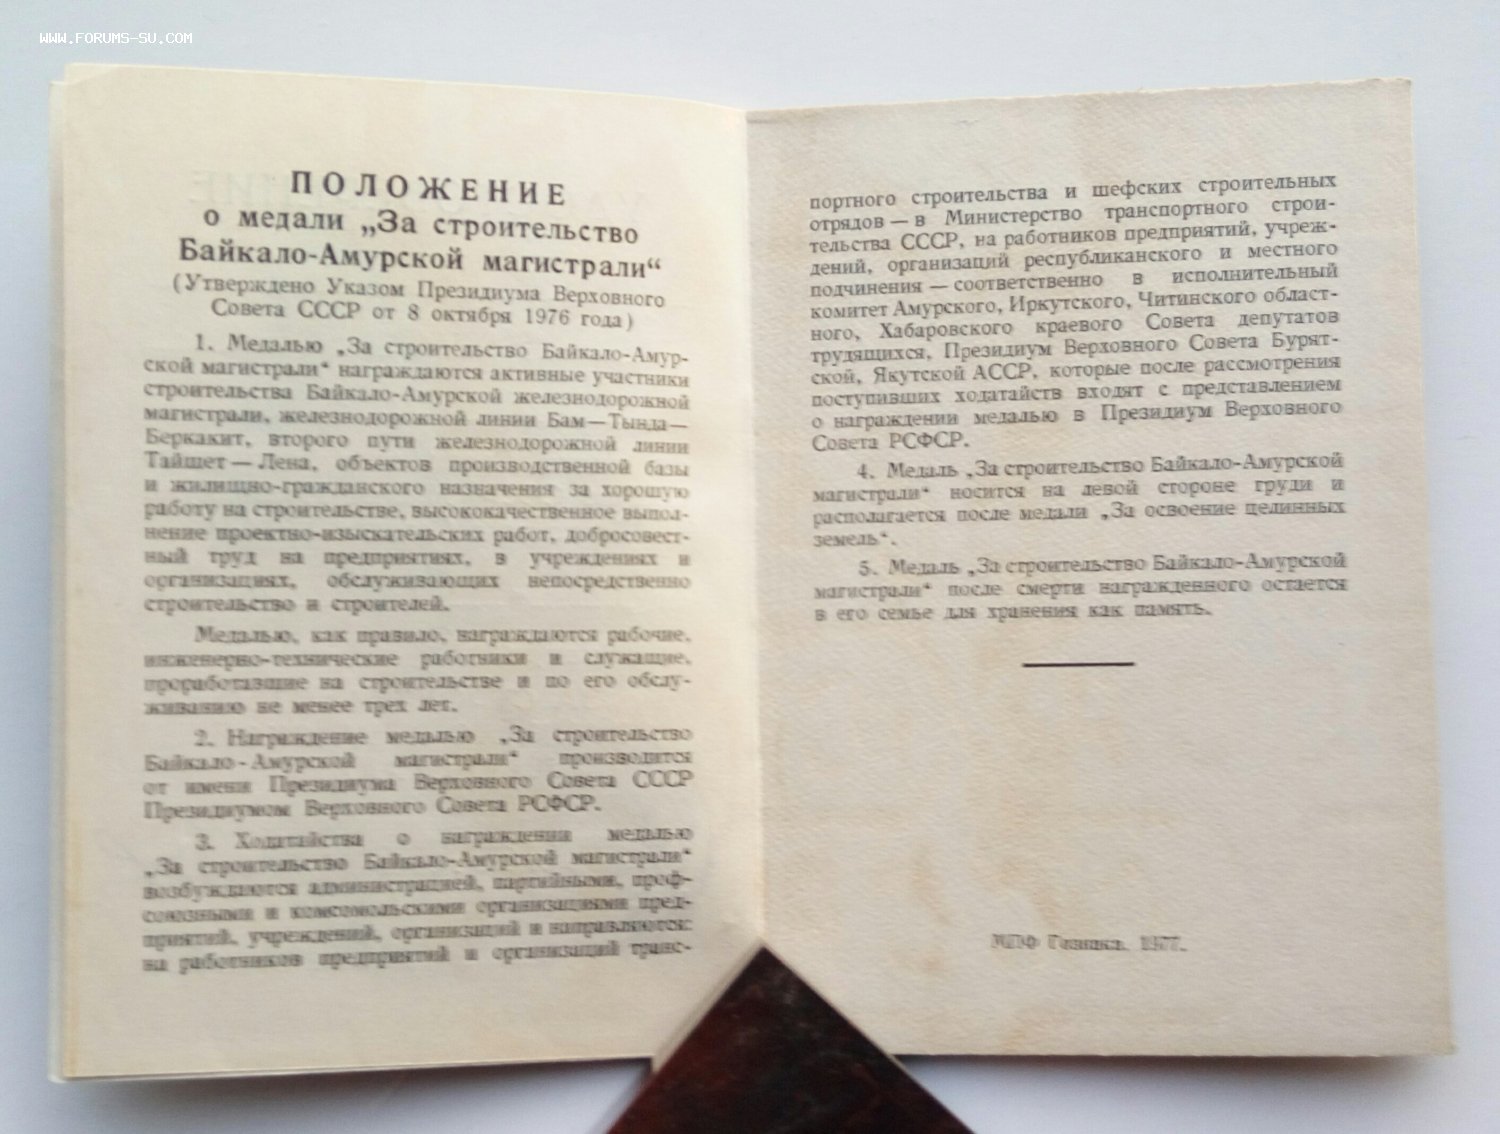 WWW.FORUMS-SU.COM
ПОЛОЖЕНИЕ
о медали „За строительство
Байкало-Амурской магистрали“
(Утверждено Указом Президиума Верховного
Совета СССР от 8 октября 1976 года)
1. Медалью „За строительство Байкало-Амур-
ской магистрали“ награждаются активные участники
строительства Байкало-Амурской железнодорожной
магистрали, железнодорожной линии Бам—Тында—
Беркакит, второго пути железнодорожной линии
Тайшет—Лена, объектов производственной базы
и жилищно-гражданского назначения за хорошую
работу на строительстве, высококачественное выпол-
нение проектно-изыскательских работ, добросовест-
ный труд на предприятиях, в учреждениях и
организациях, обслуживающих непосредственно
строительство и строителей.
Медалью, как правило, награждаются рабочие,
инженерно-технические работники и служащие,
проработавшие на строительстве и по его обслу-
живанию не менее трех лет.
2. Награждение медалью „За строительство
Байкало-Амурской магистрали“ производится
от имени Президиума Верховного Совета СССР
Президиумом Верховного Совета РСФСР.
3. Ходатайства о награждении медалью
„За строительство Байкало-Амурской магистрали“
возбуждаются администрацией, партийными, проф-
союзными и комсомольскими организациями пред-
приятий, учреждений, организаций и направляются:
на работников предприятий и организаций транс-
портного строительства и шефских строительных
отрядов—в Министерство транспортного строи-
тельства СССР, на работников предприятий, учреж-
дений, организаций республиканского и местного
подчинения—соответственно в исполнительный
комитет Амурского, Иркутского, Читинского област-
ного, Хабаровского краевого Совета депутатов
трудящихся, Президиум Верховного Совета Бурят-
ской, Якутской АССР, которые после рассмотрения
поступивших ходатайств входят с представлением
о награждении медалью в Президиум Верховного
Совета РСФСР.
4. Медаль „За строительство Байкало-Амурской
магистрали“ носится на левой стороне груди и
располагается после медали „За освоение целинных
земель“.
5. Медаль „За строительство Байкало-Амурской
магистрали“ после смерти награжденного остается
в его семье для хранения как память.
МПФ Гознака. 1977.